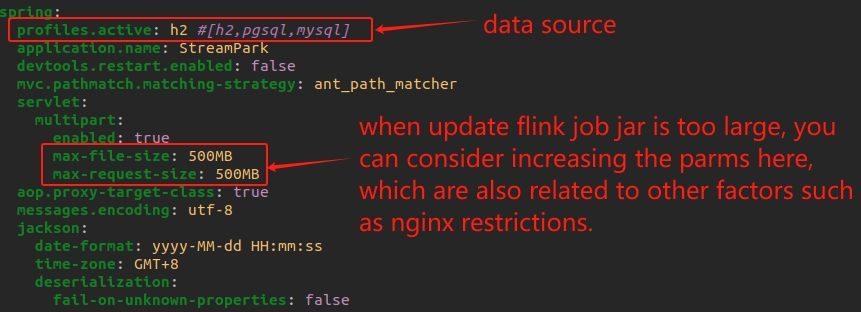 spring:
profiles.active: h2 #[h2,pgsql,mysql]
data source
application.name: StreamPark
devtools.restart.enabled: false
mvc.pathmatch.matching-strategy: ant_path_matcher
servlet:
multipart:
enabled: true
max-file-size: 500MB
max-request-size: 500MB
when update flink job jar is too large, you
can consider increasing the parms here,
which are also related to other factors such
as nginx restrictions.
aop.proxy-target-class: true
messages.encoding: utf-8
jackson:
date-format: yyyy-MM-dd HH:mm:ss
time-zone: GMT+8
deserialization:
fail-on-unknown-properties: false